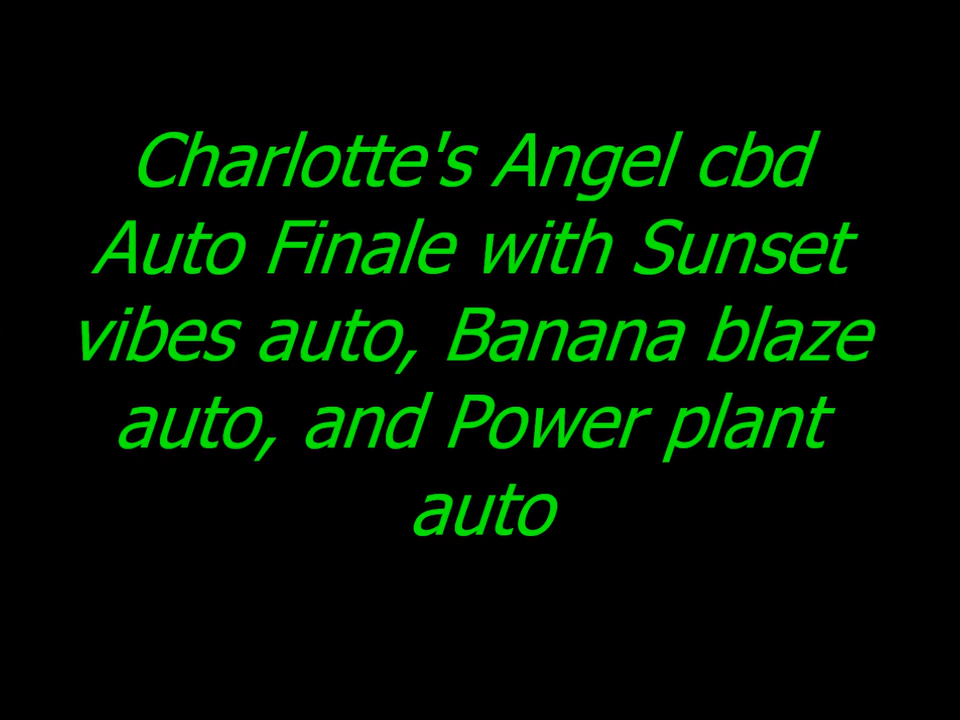 Charlotte's Angel cbd
Auto Finale with Sunset
vibes auto, Banana blaze
auto, and Power plant
auto